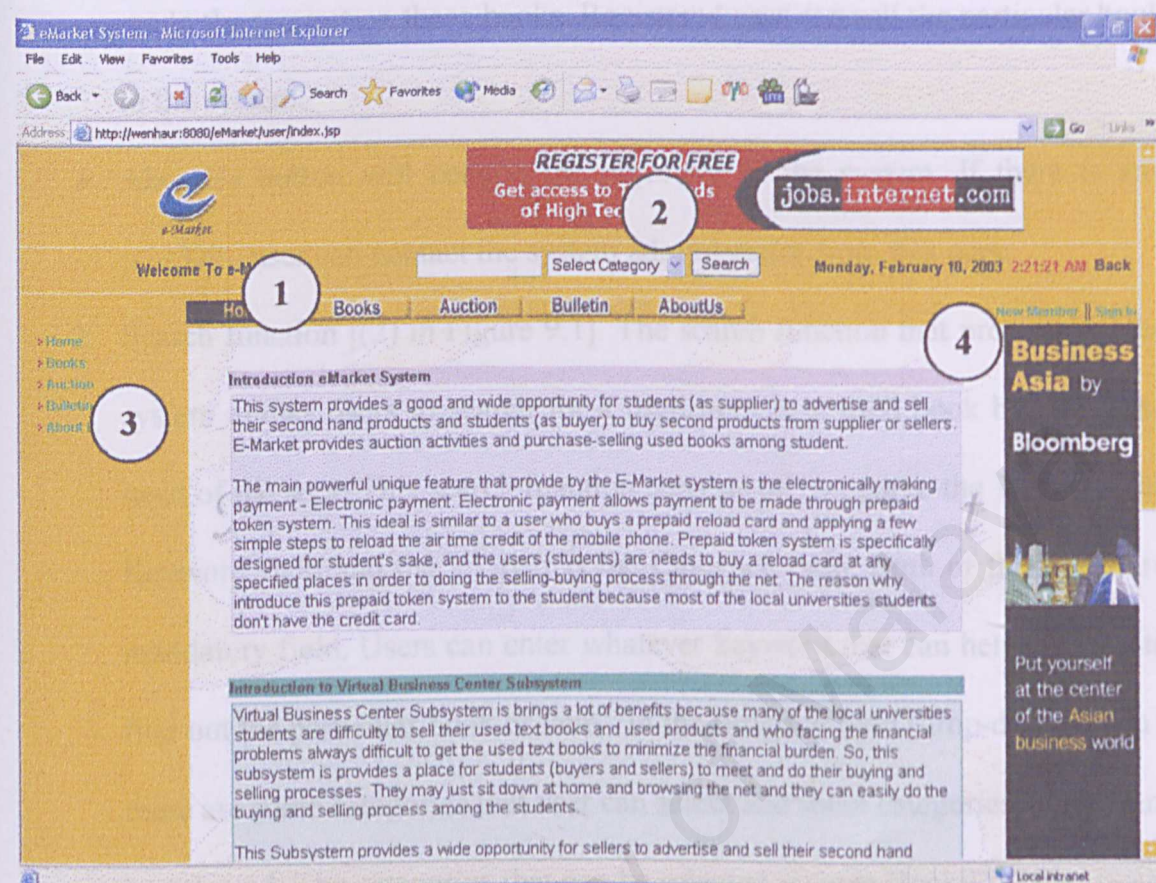 eMarket System - Microsoft Internet Explorer
File Edit View Favorites Tools Help
Back Search Favorites Media
Address http://wenhaur:8080/eMarket/user/index.jsp Go Links
e-Market
REGISTER FOR FREE
Get access to
of High Tec
jobs.internet.com
2
Welcome To e-M
Select Category Search
Monday, February 10, 2003 2:21:21 AM Back
1
Ho Books Auction Bulletin AboutUs
New Member || Sign In
4
> Home
> Books
> Auction
> Bulletin
> About
3
Introduction eMarket System
This system provides a good and wide opportunity for students (as supplier) to advertise and sell
their second hand products and students (as buyer) to buy second products from supplier or sellers.
E-Market provides auction activities and purchase-selling used books among student.
The main powerful unique feature that provide by the E-Market system is the electronically making
payment - Electronic payment. Electronic payment allows payment to be made through prepaid
token system. This ideal is similar to a user who buys a prepaid reload card and applying a few
simple steps to reload the air time credit of the mobile phone. Prepaid token system is specifically
designed for student's sake, and the users (students) are needs to buy a reload card at any
specified places in order to doing the selling-buying process through the net. The reason why
introduce this prepaid token system to the student because most of the local universities students
don't have the credit card.
Introduction to Virtual Business Center Subsystem
Virtual Business Center Subsystem is brings a lot of benefits because many of the local universities
students are difficulty to sell their used text books and used products and who facing the financial
problems always difficult to get the used text books to minimize the financial burden. So, this
subsystem is provides a place for students (buyers and sellers) to meet and do their buying and
selling processes. They may just sit down at home and browsing the net and they can easily do the
buying and selling process among the students.
This Subsystem provides a wide opportunity for sellers to advertise and sell their second hand
Business
Asia by
Bloomberg
Put yourself
at the center
of the Asian
business world
Local intranet